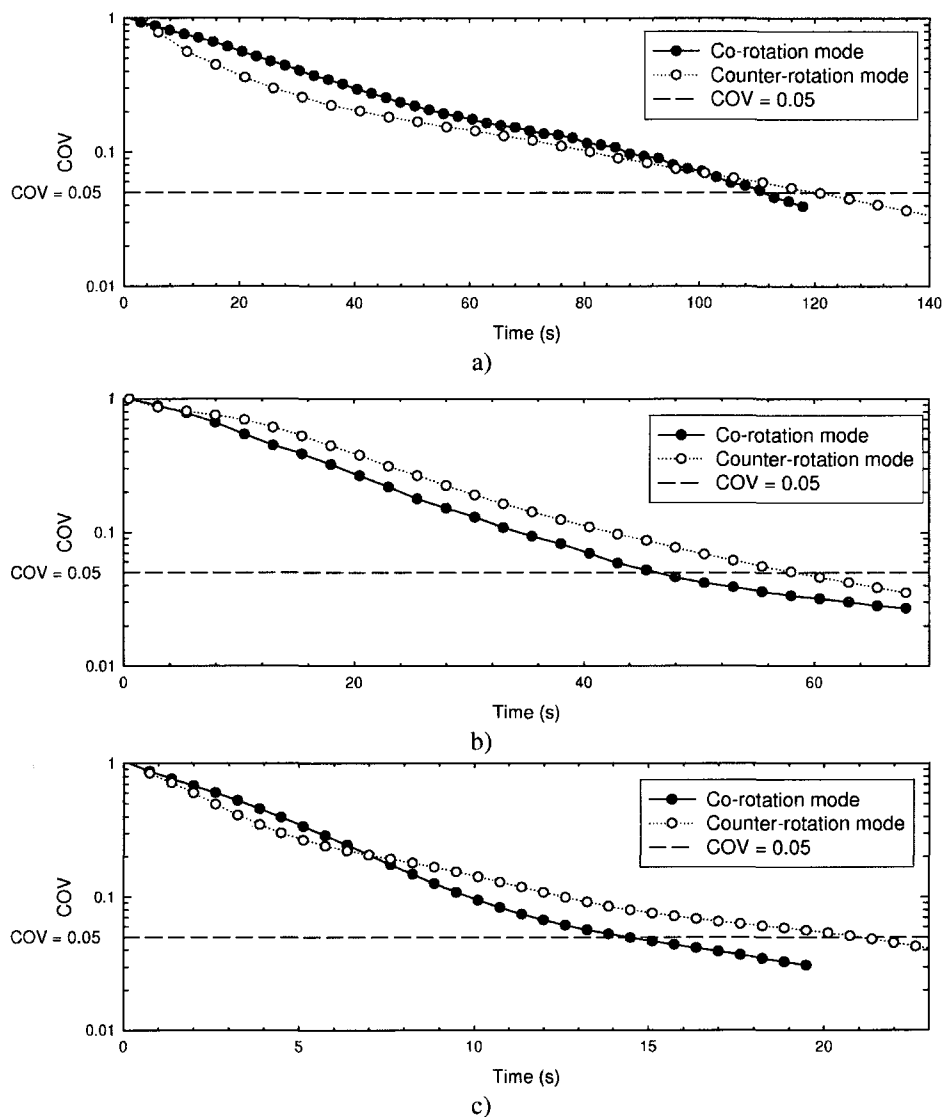 1
Co-rotation mode
Counter-rotation mode
COV = 0.05
COV
0.1
COV = 0.05
0.01
0 20 40 60 80 100 120 140
Time (s)
a)
1
Co-rotation mode
Counter-rotation mode
COV = 0.05
COV
0.1
COV = 0.05
0.01
0 20 40 60
Time (s)
b)
1
Co-rotation mode
Counter-rotation mode
COV = 0.05
COV
0.1
COV = 0.05
0.01
0 5 10 15 20
Time (s)
c)